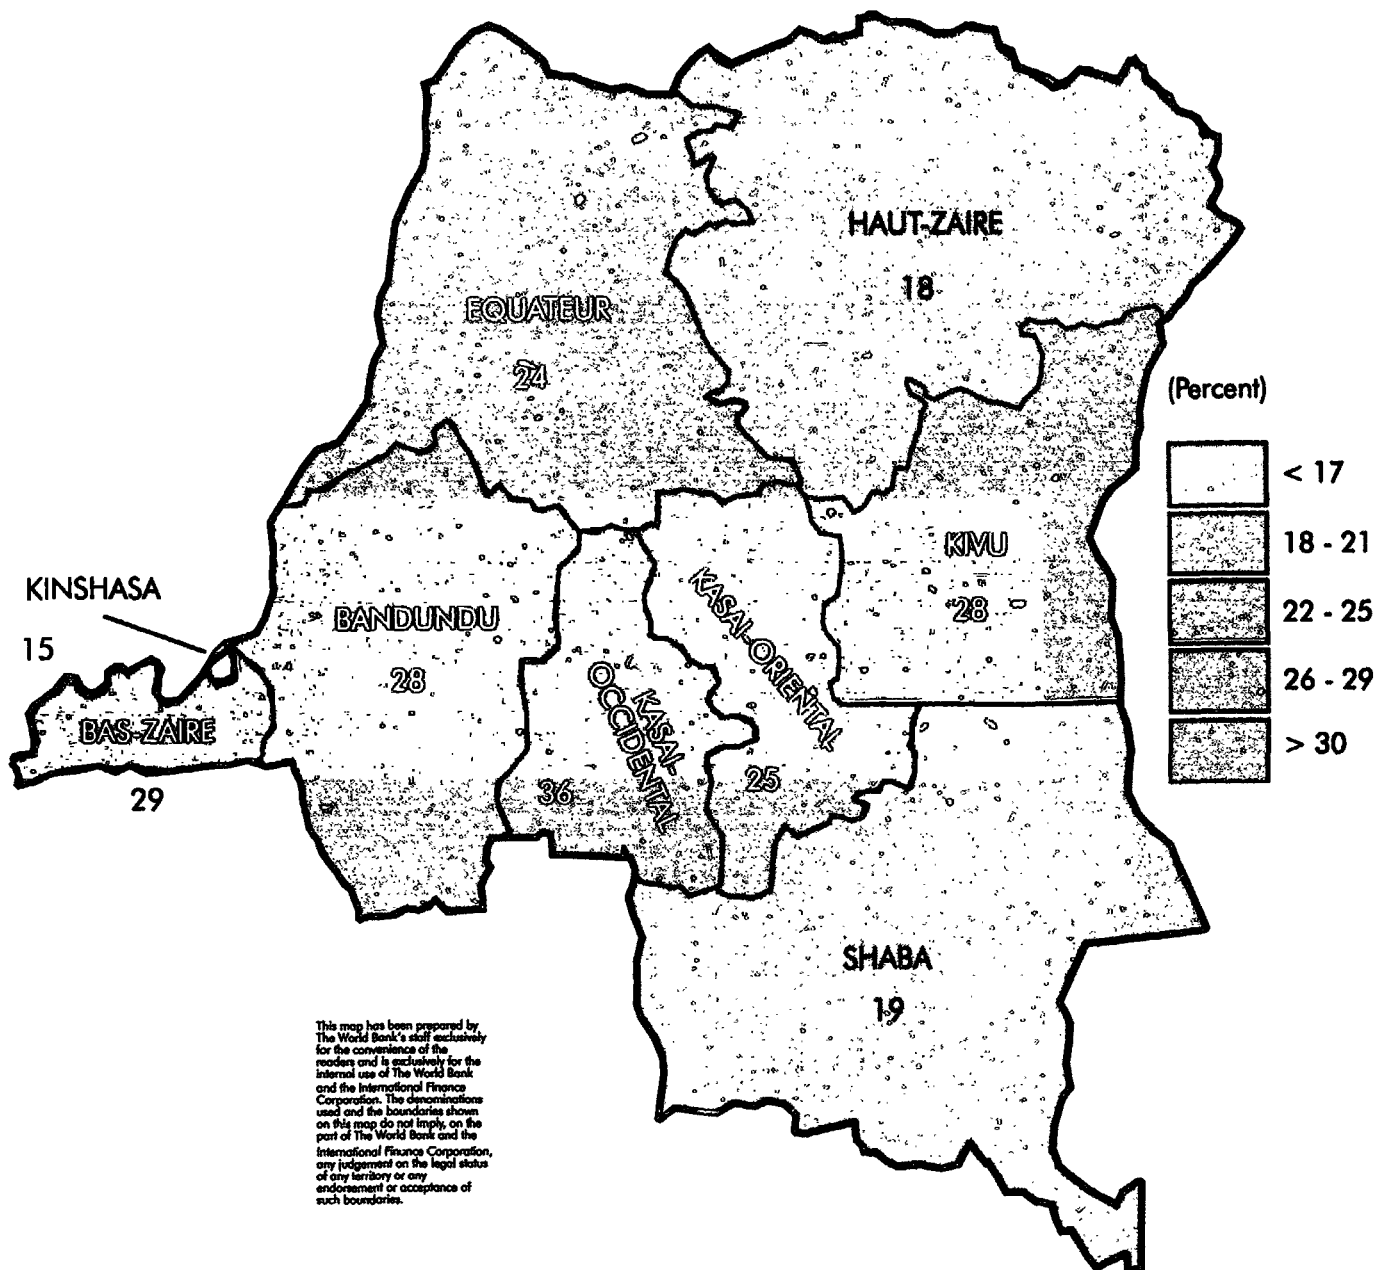 HAUT-ZAIRE
18
EQUATEUR
24
(Percent)
< 17
18 - 21
22 - 25
26 - 29
> 30
KIVU
28
KINSHASA
15
BANDUNDU
28
KASAI-ORIENTAL
25
KASAI-
OCCIDENTAL
36
BAS-ZAIRE
29
SHABA
19
This map has been prepared by
The World Bank's staff exclusively
for the convenience of the
readers and is exclusively for the
internal use of The World Bank
and the International Finance
Corporation. The denominations
used and the boundaries shown
on this map do not imply, on the
part of The World Bank and the
International Finance Corporation,
any judgement on the legal status
of any territory or any
endorsement or acceptance of
such boundaries.